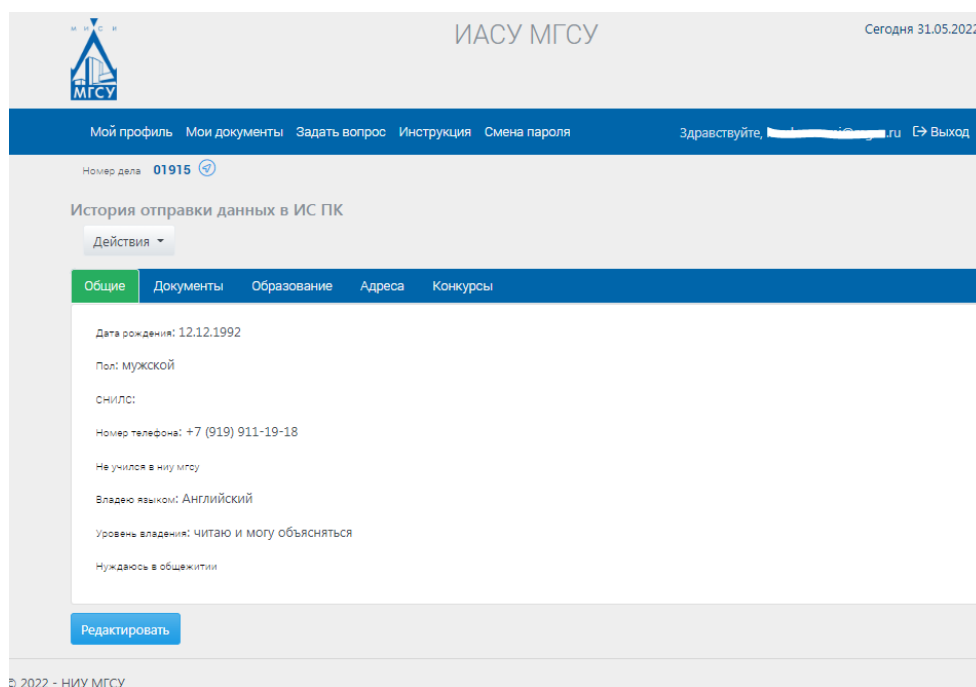 МИСИ
МГСУ
ИАСУ МГСУ
Сегодня 31.05.2022
Мой профиль Мои документы Задать вопрос Инструкция Смена пароля Здравствуйте, .ru Выход
Номер дела 01915
История отправки данных в ИС ПК
Действия
Общие Документы Образование Адреса Конкурсы
Дата рождения: 12.12.1992
Пол: мужской
СНИЛС:
Номер телефона: +7 (919) 911-19-18
Не учился в ниу мгсу
Владею языком: Английский
Уровень владения: читаю и могу объясняться
Нуждаюсь в общежитии
Редактировать
© 2022 - НИУ МГСУ